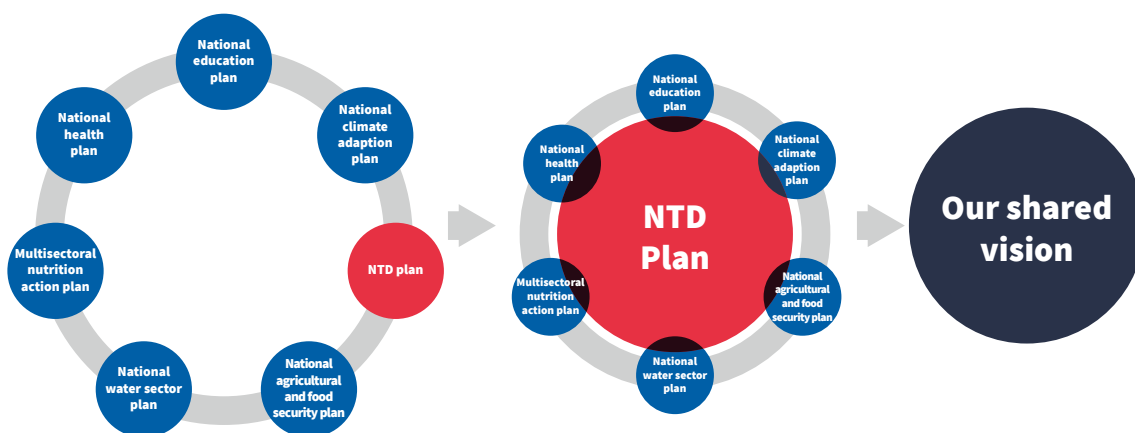 National
education
plan
National
health
plan
National
climate
adaption
plan
Multisectoral
nutrition
action plan
NTD plan
National
water sector
plan
National
agricultural
and food
security plan
National
education
plan
National
health
plan
National
climate
adaption
plan
NTD
Plan
Multisectoral
nutrition
action plan
National
agricultural
and food
security plan
National
water sector
plan
Our shared
vision